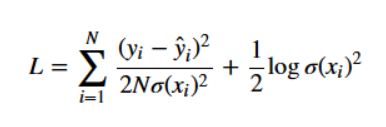 L = \sum_{i=1}^{N} \frac{(y_i - \hat{y}_i)^2}{2N\sigma(x_i)^2} + \frac{1}{2} \log \sigma(x_i)^2